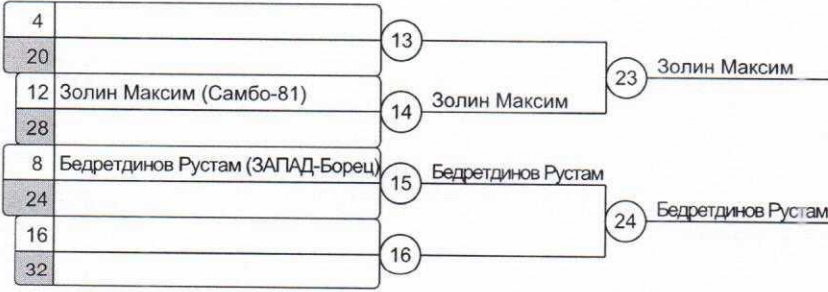 4
13
20
12 Золин Максим (Самбо-81)
14 Золин Максим
28
23 Золин Максим
8 Бедретдинов Рустам (ЗАПАД-Борец)
15 Бедретдинов Рустам
24
16
16
32
24 Бедретдинов Рустам